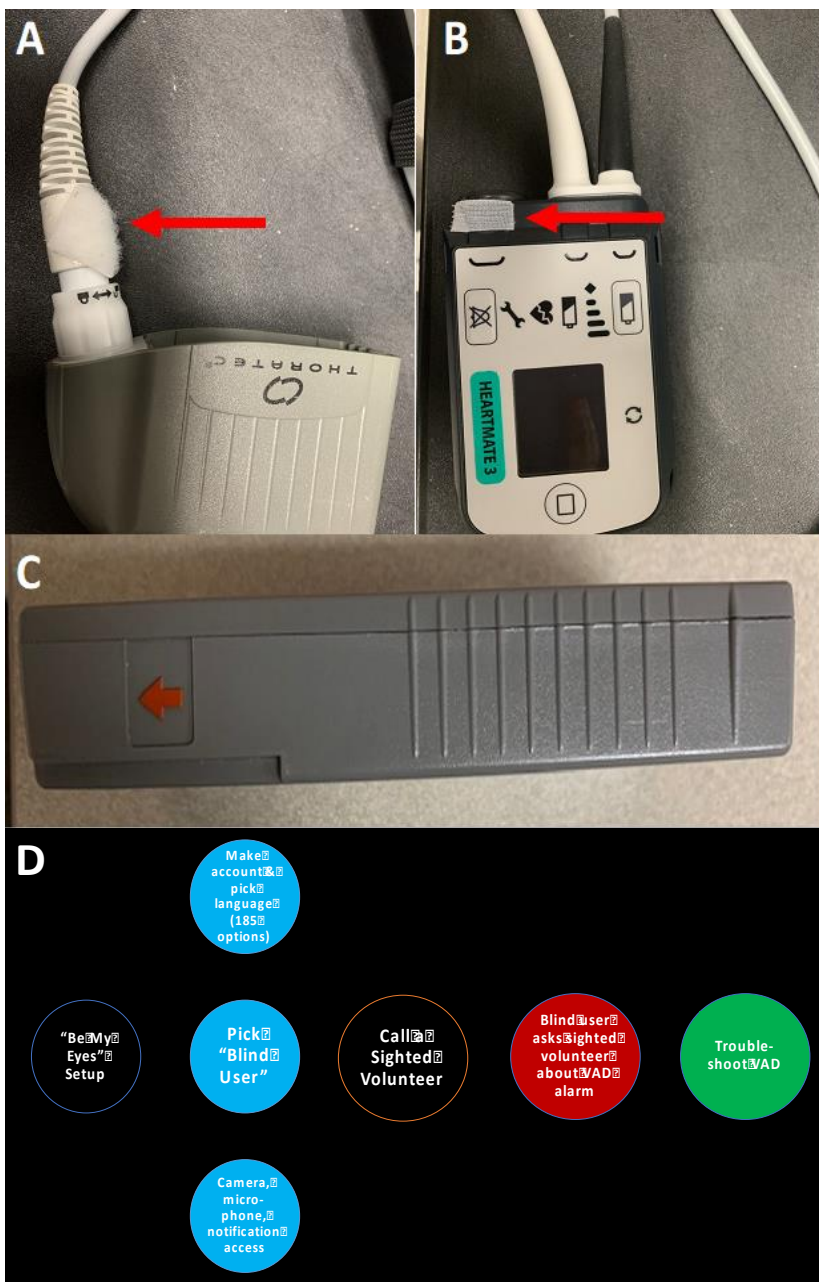 A
B
THORATEC®
HEARTMATE 3
C
D
Make
account &
pick
language
(185
options)
"Be My
Eyes"
Setup
Pick
"Blind
User"
Call a
Sighted
Volunteer
Blind user
asks sighted
volunteer
about VAD
alarm
Trouble-
shoot VAD
Camera,
micro-
phone,
notification
access